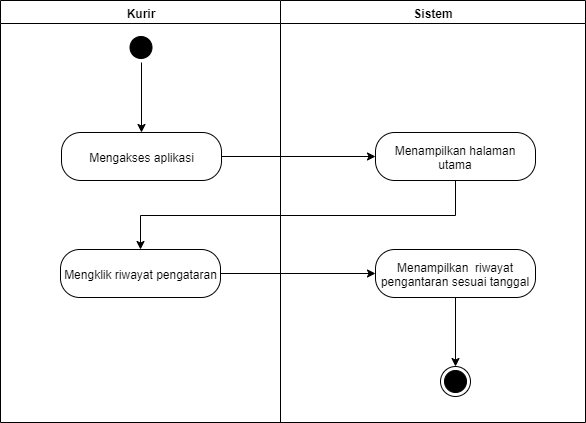 Kurir
Sistem
Mengakses aplikasi
Menampilkan halaman
utama
Mengklik riwayat pengataran
Menampilkan riwayat
pengantaran sesuai tanggal